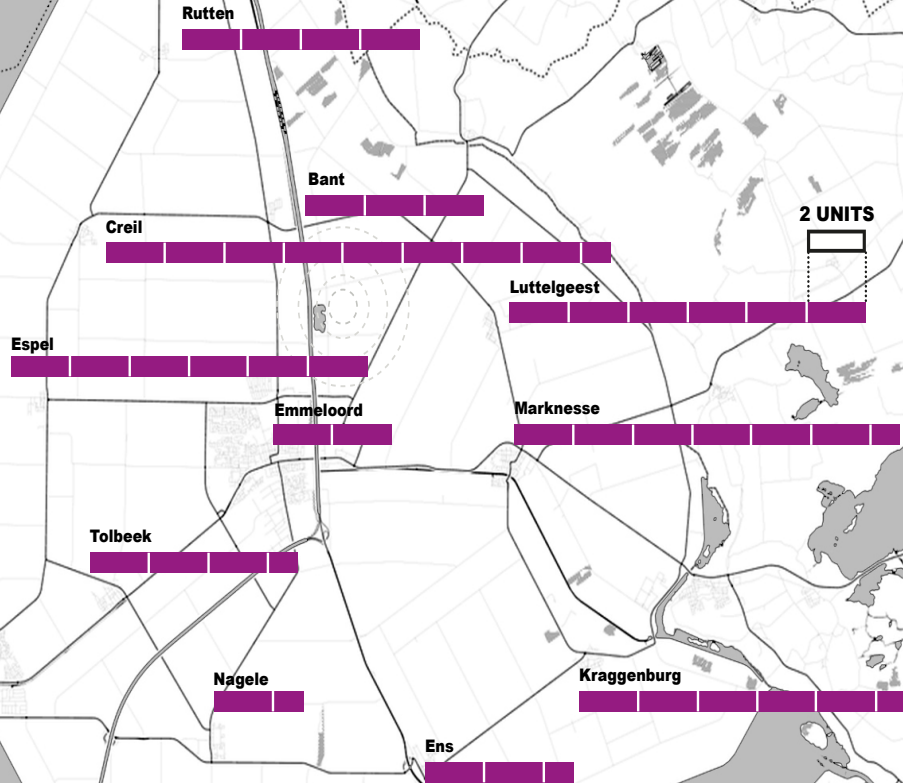 Rutten
Bant
2 UNITS
Creil
Luttelgeest
Espel
Emmeloord
Marknesse
Tolbeek
Kraggenburg
Nagele
Ens